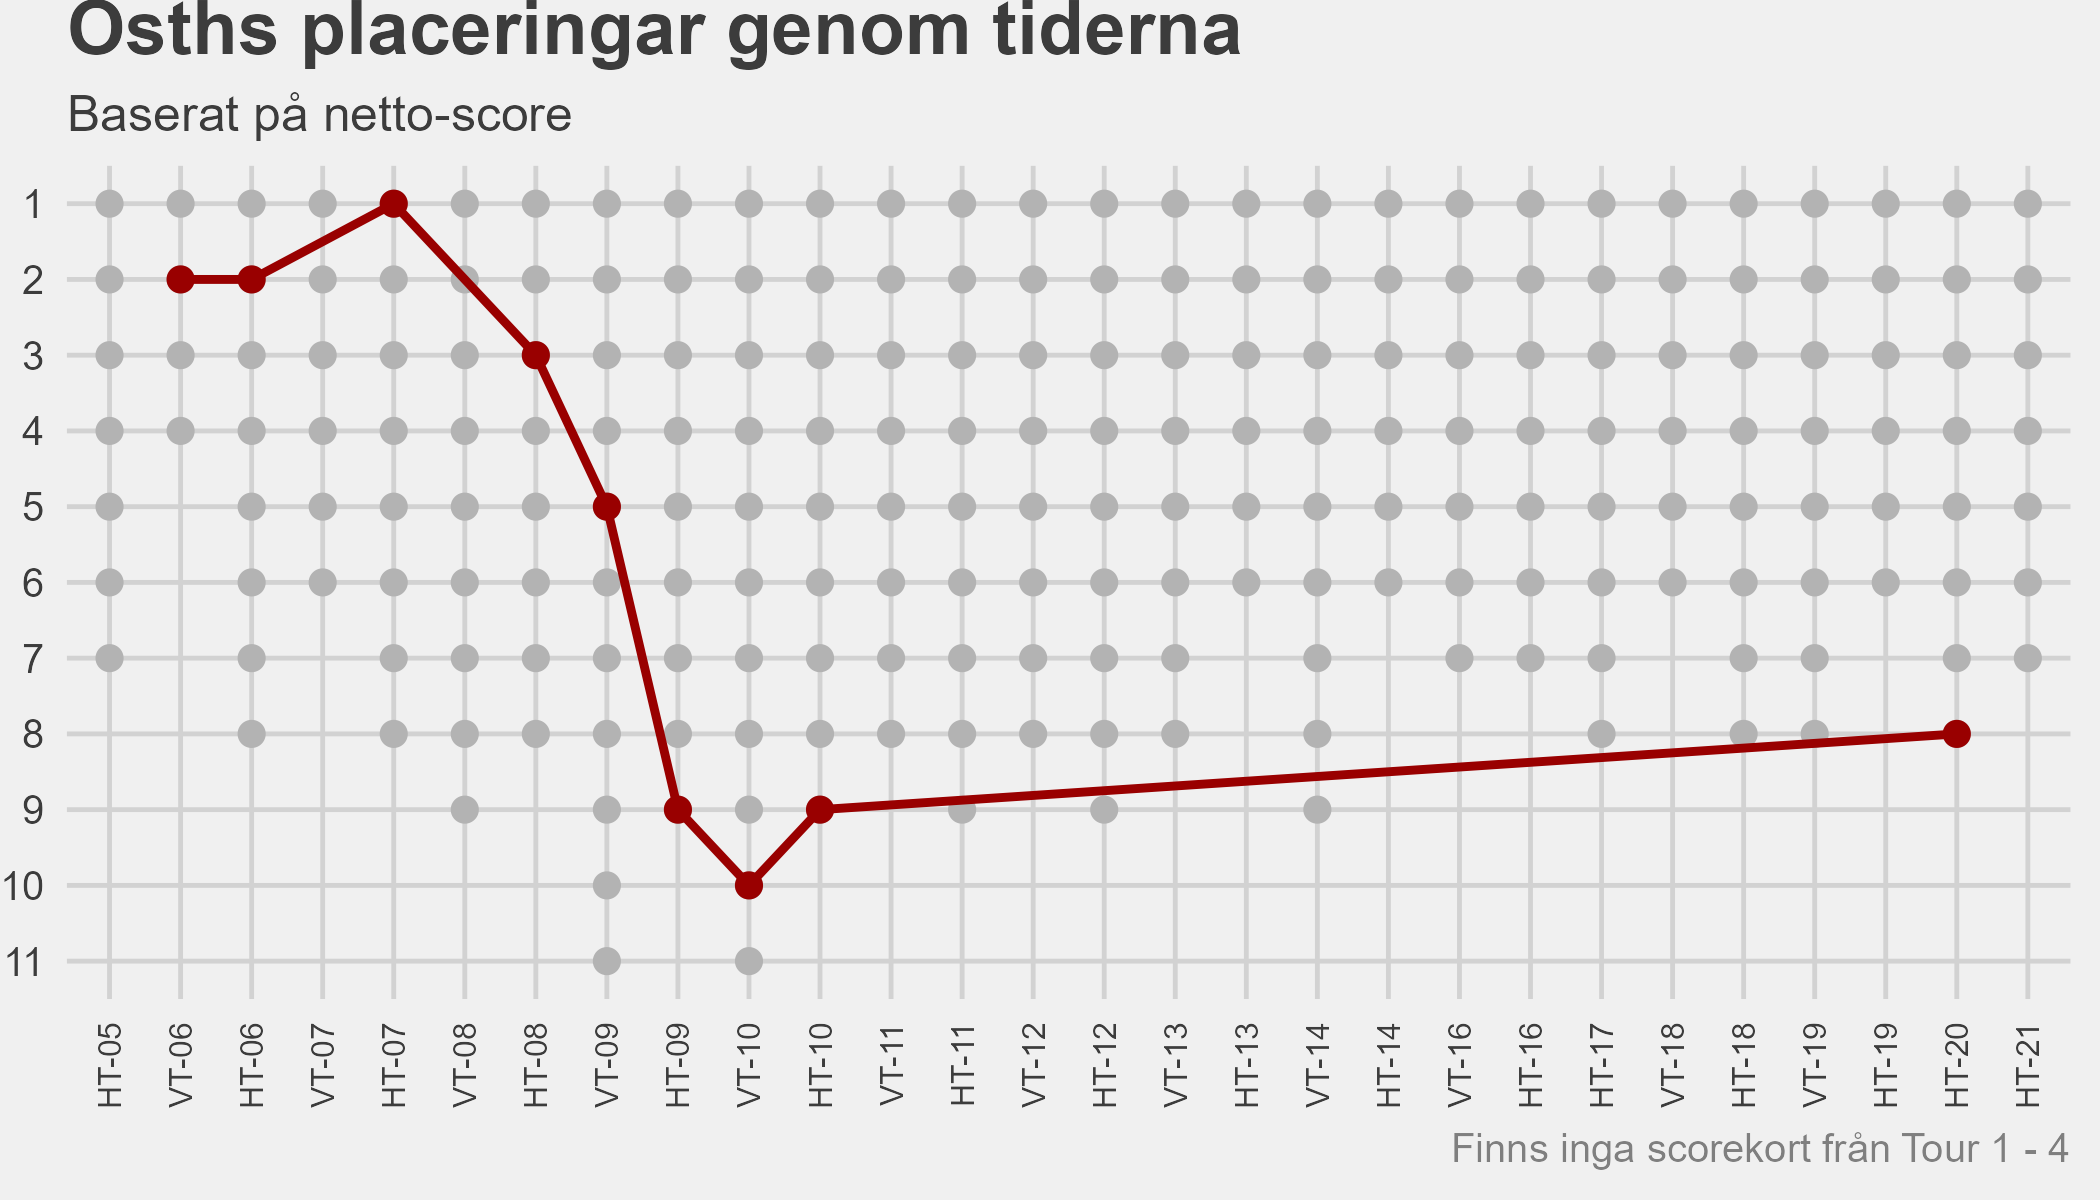 Osths placeringar genom tiderna
Baserat på netto-score
1
2
3
4
5
6
7
8
9
10
11
HT-05
VT-06
HT-06
VT-07
HT-07
VT-08
HT-08
VT-09
HT-09
VT-10
HT-10
VT-11
HT-11
VT-12
HT-12
VT-13
HT-13
VT-14
HT-14
VT-16
HT-16
HT-17
VT-18
HT-18
VT-19
HT-19
HT-20
HT-21
Finns inga scorekort från Tour 1 - 4